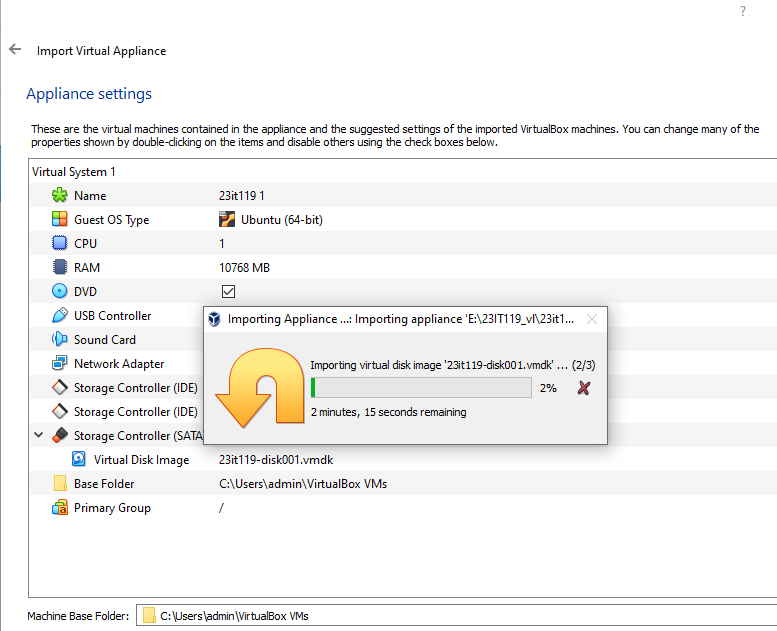 ?
Import Virtual Appliance
Appliance settings
These are the virtual machines contained in the appliance and the suggested settings of the imported VirtualBox machines. You can change many of the
properties shown by double-clicking on the items and disable others using the check boxes below.
Virtual System 1
Name 23it119 1
Guest OS Type Ubuntu (64-bit)
CPU 1
RAM 10768 MB
DVD
USB Controller
Importing Appliance ...: Importing appliance 'E:\23IT119_vI\23it1...
Sound Card
Network Adapter
Importing virtual disk image '23it119-disk001.vmdk' ... (2/3)
Storage Controller (IDE)
2%
Storage Controller (IDE)
2 minutes, 15 seconds remaining
Storage Controller (SATA
Virtual Disk Image 23it119-disk001.vmdk
Base Folder C:\Users\admin\VirtualBox VMs
Primary Group /
Machine Base Folder: C:\Users\admin\VirtualBox VMs